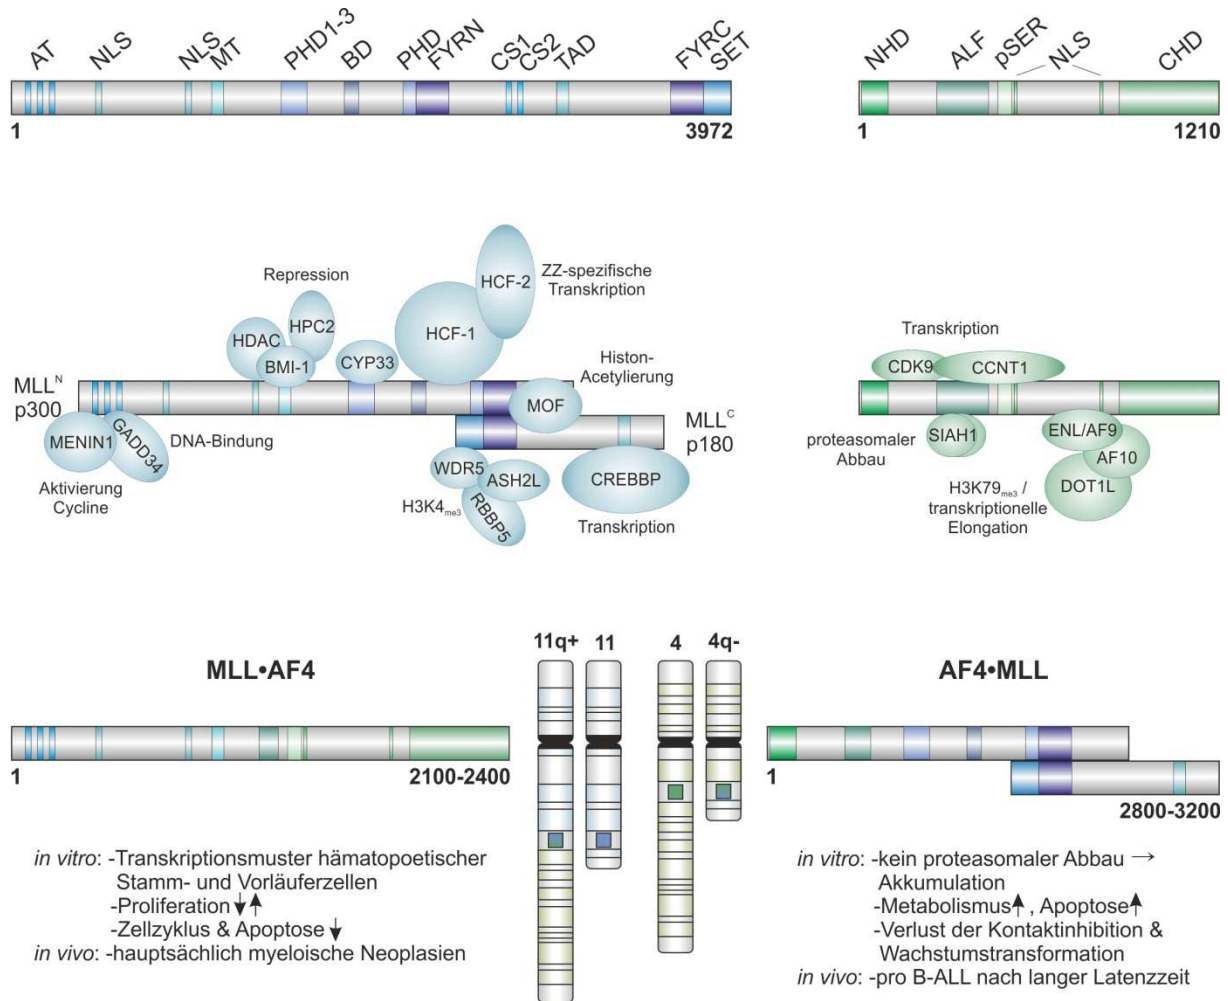 AT NLS NLS MT PHD1-3 BD PHD FYRN CS1 CS2 TAD FYRC SET
1 3972
NHD ALF pSER NLS CHD
1 1210
Repression
HDAC
HPC2
BMI-1
CYP33
HCF-1
HCF-2
ZZ-spezifische
Transkription
Histon-
Acetylierung
MOF
MLLᴺ
p300
MENIN1
GADD34
DNA-Bindung
Aktivierung
Cycline
MLLᶜ
p180
WDR5
ASH2L
RBBP5
H3K4me3
CREBBP
Transkription
Transkription
CDK9
CCNT1
SIAH1
proteasomaler
Abbau
ENL/AF9
AF10
DOT1L
H3K79me3 /
transkriptionelle
Elongation
MLL•AF4
1 2100-2400
in vitro: -Transkriptionsmuster hämatopoetischer
Stamm- und Vorläuferzellen
-Proliferation↓↑
-Zellzyklus & Apoptose↓
in vivo: -hauptsächlich myeloische Neoplasien
11q+ 11 4 4q-
AF4•MLL
1
2800-3200
in vitro: -kein proteasomaler Abbau →
Akkumulation
-Metabolismus↑, Apoptose↑
-Verlust der Kontaktinhibition &
Wachstumstransformation
in vivo: -pro B-ALL nach langer Latenzzeit